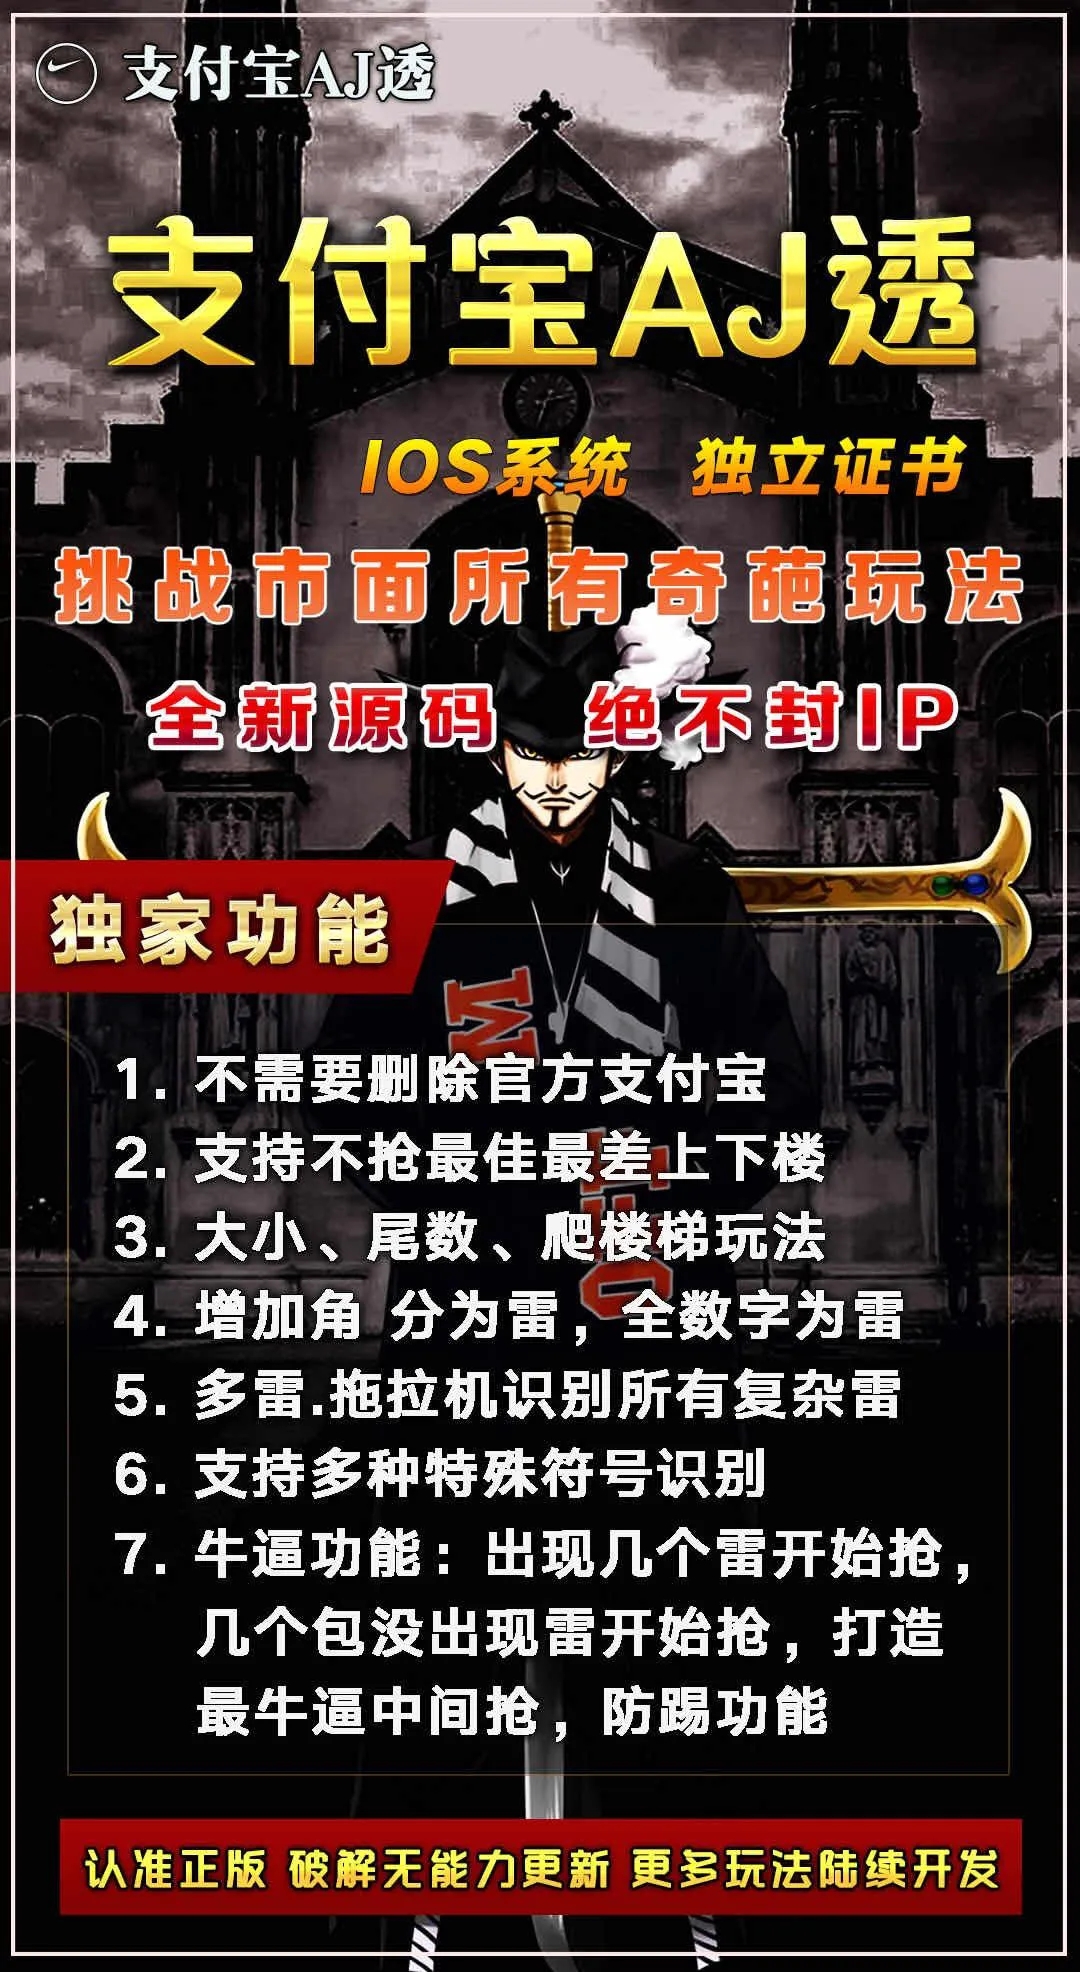 支付宝AJ透
支付宝AJ透
IOS系统 独立证书
挑战市面所有奇葩玩法
全新源码 绝不封IP
独家功能
M
1. 不需要删除官方支付宝
2. 支持不抢最佳最差上下楼
3. 大小、尾数、爬楼梯玩法
4. 增加角 分为雷，全数字为雷
5. 多雷.拖拉机识别所有复杂雷
6. 支持多种特殊符号识别
7. 牛逼功能：出现几个雷开始抢，
几个包没出现雷开始抢，打造
最牛逼中间抢，防踢功能
认准正版 破解无能力更新 更多玩法陆续开发